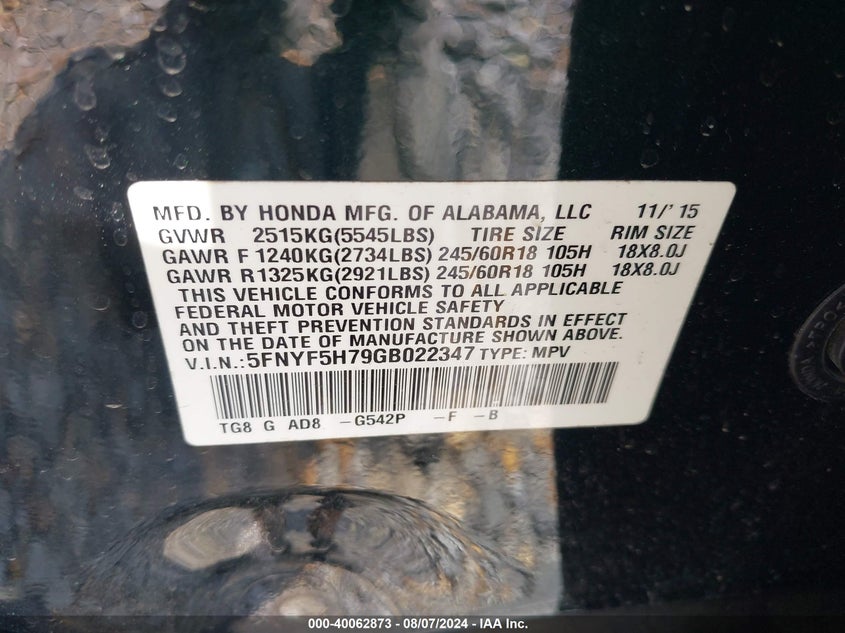 MFD. BY HONDA MFG. OF ALABAMA, LLC 11/'15
GVWR 2515KG(5545LBS) TIRE SIZE RIM SIZE
GAWR F 1240KG(2734LBS) 245/60R18 105H 18X8.0J
GAWR R1325KG(2921LBS) 245/60R18 105H 18X8.0J
THIS VEHICLE CONFORMS TO ALL APPLICABLE
FEDERAL MOTOR VEHICLE SAFETY
AND THEFT PREVENTION STANDARDS IN EFFECT
ON THE DATE OF MANUFACTURE SHOWN ABOVE.
V.I.N.:5FNYF5H79GB022347 TYPE: MPV
TG8 G AD8 -G542P -F -B
000-40062873 - 08/07/2024 - IAA Inc.